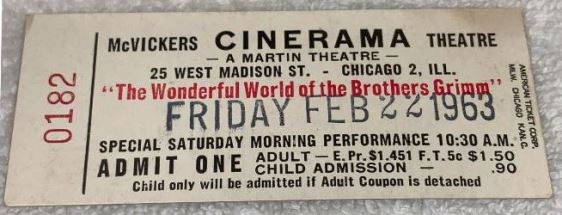 McVICKERS CINERAMA THEATRE
— A MARTIN THEATRE —
25 WEST MADISON ST. - CHICAGO 2, ILL.
"The Wonderful World of the Brothers Grimm"
FRIDAY FEB 22 1963
SPECIAL SATURDAY MORNING PERFORMANCE 10:30 A.M.
ADMIT ONE ADULT — E.Pr. $1.451 F.T. 5c $1.50
CHILD ADMISSION — .90
Child only will be admitted if Adult Coupon is detached
0182
AMERICAN TICKET CORP.
MLW. CHICAGO KAN.C.